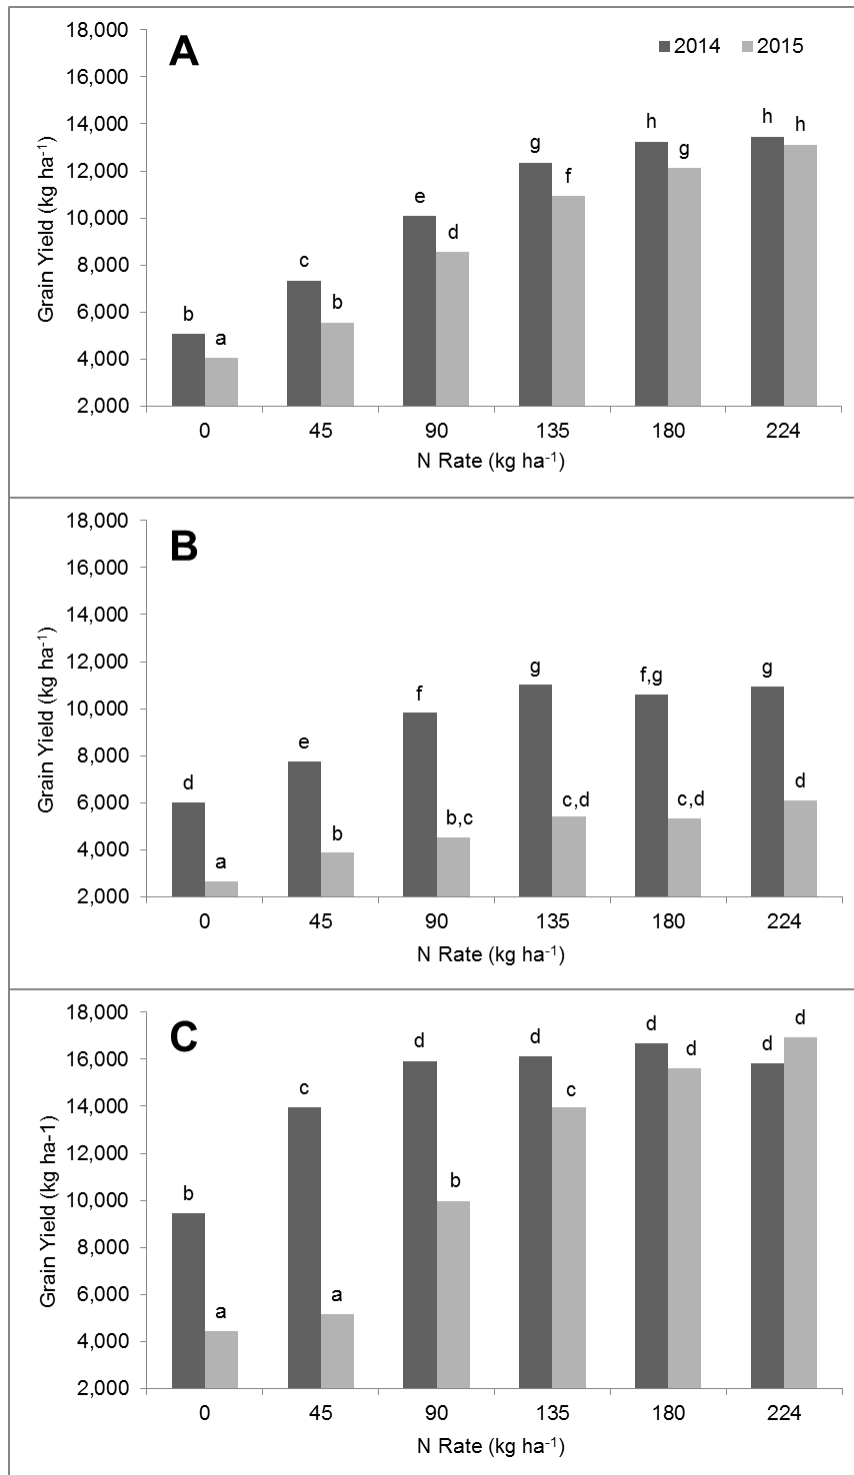 A
2014 2015
18,000
16,000
14,000
12,000
10,000
8,000
6,000
4,000
2,000
Grain Yield (kg ha⁻¹)
b a c b e d g f h g h h
0 45 90 135 180 224
N Rate (kg ha⁻¹)
B
18,000
16,000
14,000
12,000
10,000
8,000
6,000
4,000
2,000
Grain Yield (kg ha⁻¹)
d a e b f b,c g c,d f,g c,d g d
0 45 90 135 180 224
N Rate (kg ha⁻¹)
C
18,000
16,000
14,000
12,000
10,000
8,000
6,000
4,000
2,000
Grain Yield (kg ha-1)
b a c a d b d c d d d d
0 45 90 135 180 224
N Rate (kg ha⁻¹)